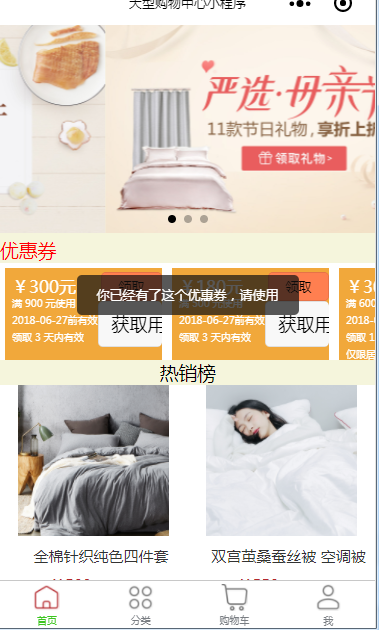 大型购物中心小程序
严选·母亲节
11款节日礼物，享折上折
领取礼物>
优惠券
￥300元
领取
￥180元
领取
￥3
满 900 元使用
满 60
2018-06-27前有效
2018-06-27前有效
2018-0
领取 3 天内有效
领取 3 天内有效
领取 1
仅限居
获取用
获取用
你已经有了这个优惠券，请使用
热销榜
全棉针织纯色四件套
双宫茧桑蚕丝被 空调被
首页
分类
购物车
我